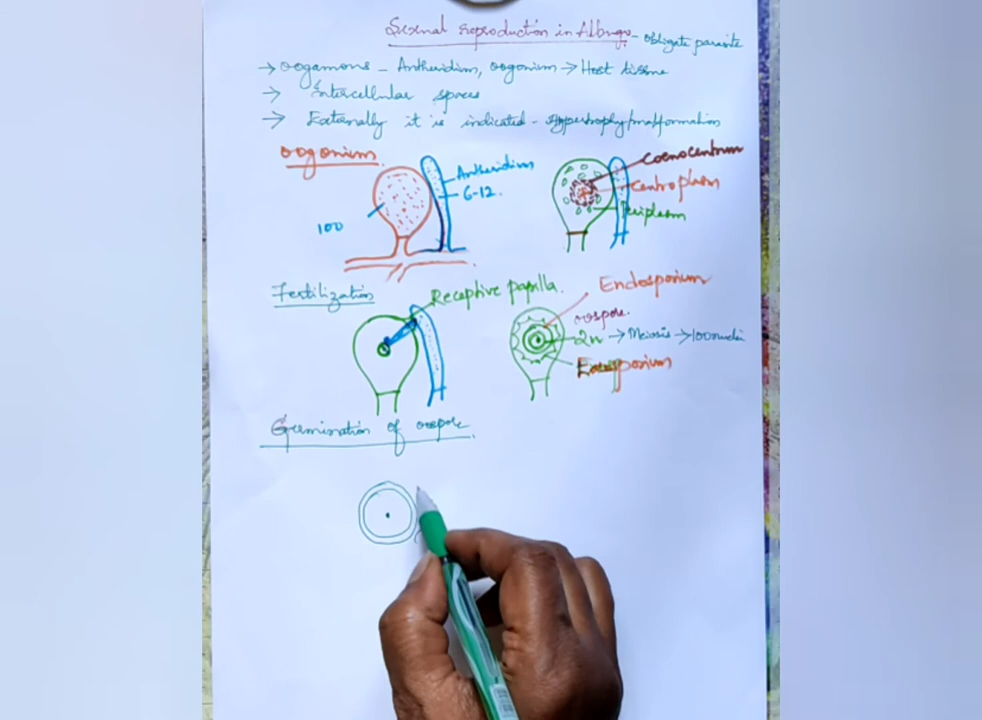 Sexual reproduction in Albugo - obligate parasite
→ oogamous - Antheridium, oogonium → Host tissue
→ Intercellular spaces
→ Externally it is indicated - Hypertrophy/malformation
oogonium
Antheridium
6-12.
100
Coenocentrum
Centroplasm
Periplasm
Fertilization
Receptive papilla.
Endosporium
oospore.
2n → Meiosis → 100 nuclei
Exosporium
Germination of oospore